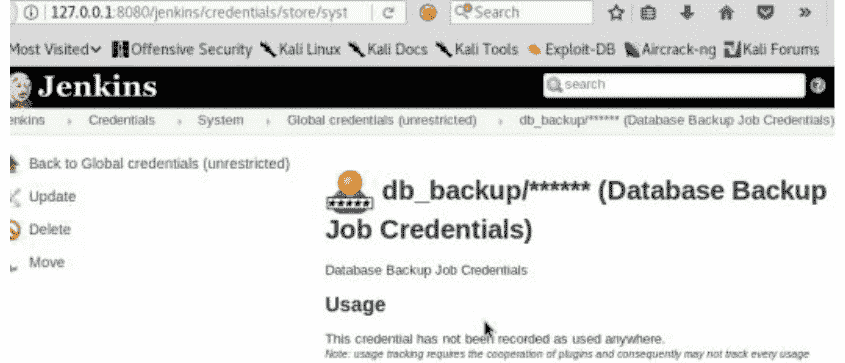 127.0.0.1:8080/jenkins/credentials/store/syst
Search
Most Visited Offensive Security Kali Linux Kali Docs Kali Tools Exploit-DB Aircrack-ng Kali Forums
Jenkins
search
enkins Credentials System Global credentials (unrestricted) db_backup/****** (Database Backup Job Credentials)
Back to Global credentials (unrestricted)
Update
Delete
Move
db_backup/****** (Database Backup
Job Credentials)
Database Backup Job Credentials
Usage
This credential has not been recorded as used anywhere.
Note: usage tracking requires the cooperation of plugins and consequently may not track every usage